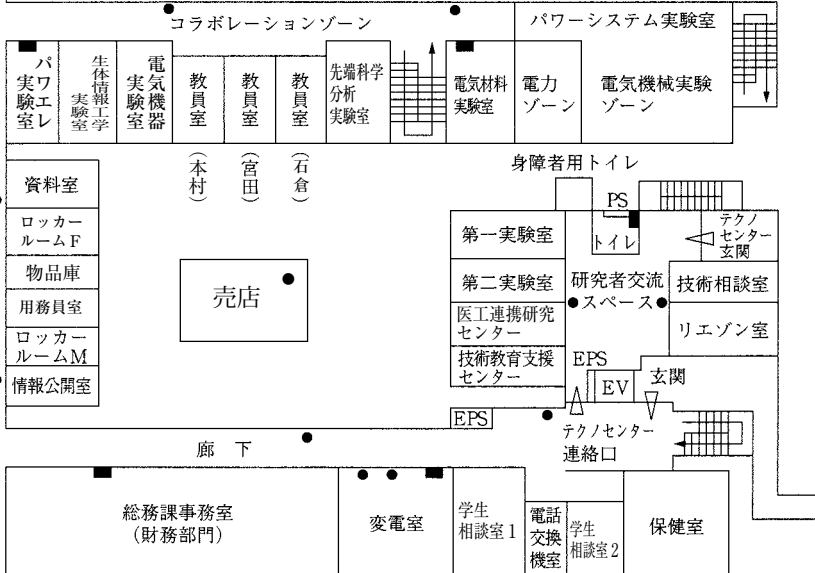 コラボレーションゾーン
パワーシステム実験室
パワエレ
実験室
生体情報工学
実験室
電気機器
実験室
教員室
(本村)
教員室
(宮田)
教員室
(石倉)
先端科学
分析
実験室
電気材料
実験室
電力
ゾーン
電気機械実験
ゾーン
身障者用トイレ
資料室
ロッカー
ルームF
物品庫
用務員室
ロッカー
ルームM
情報公開室
売店
第一実験室
第二実験室
医工連携研究
センター
技術教育支援
センター
PS
トイレ
テクノ
センター
玄関
研究者交流
スペース
技術相談室
リエゾン室
EPS
EV
玄関
EPS
テクノセンター
連絡口
廊下
総務課事務室
(財務部門)
変電室
学生
相談室1
電話
交換
機室
学生
相談室2
保健室